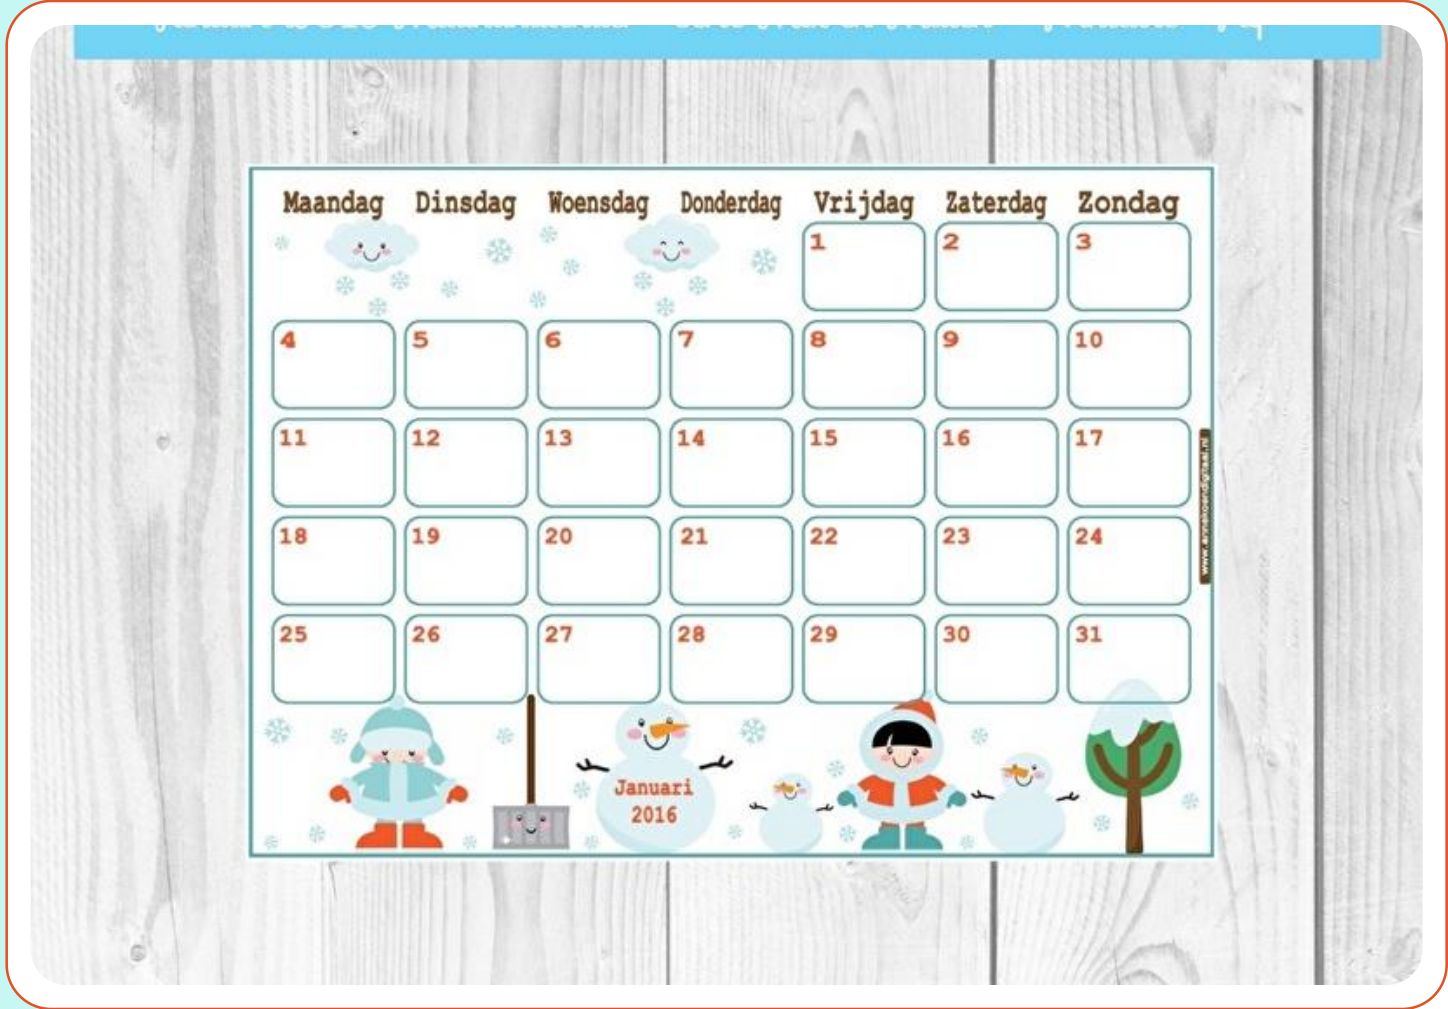 Maandag Dinsdag Woensdag Donderdag Vrijdag Zaterdag Zondag
1 2 3
4 5 6 7 8 9 10
11 12 13 14 15 16 17
18 19 20 21 22 23 24
25 26 27 28 29 30 31
Januari
2016